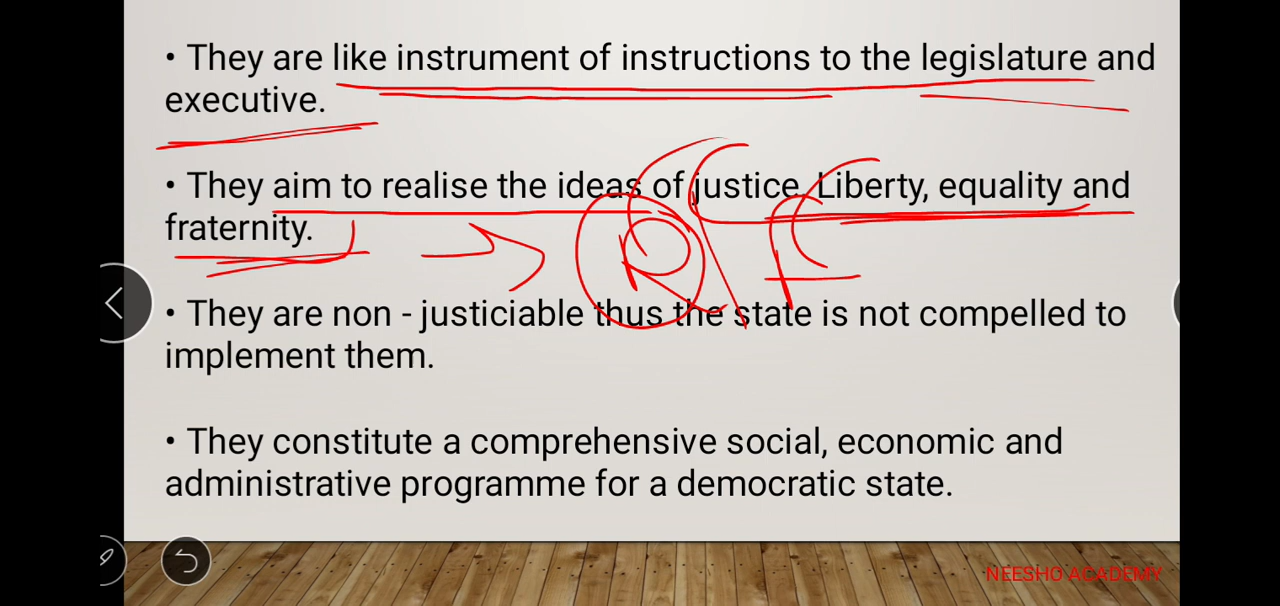 • They are like instrument of instructions to the legislature and
executive.
• They aim to realise the ideas of justice, Liberty, equality and
fraternity.
• They are non - justiciable thus the state is not compelled to
implement them.
• They constitute a comprehensive social, economic and
administrative programme for a democratic state.
NEESHO ACADEMY